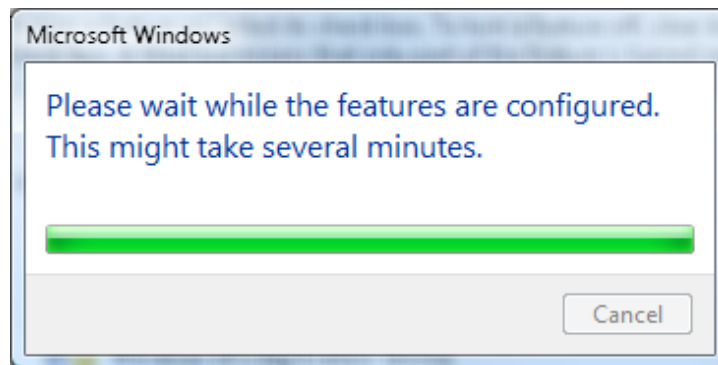 Microsoft Windows
Please wait while the features are configured.
This might take several minutes.
Cancel